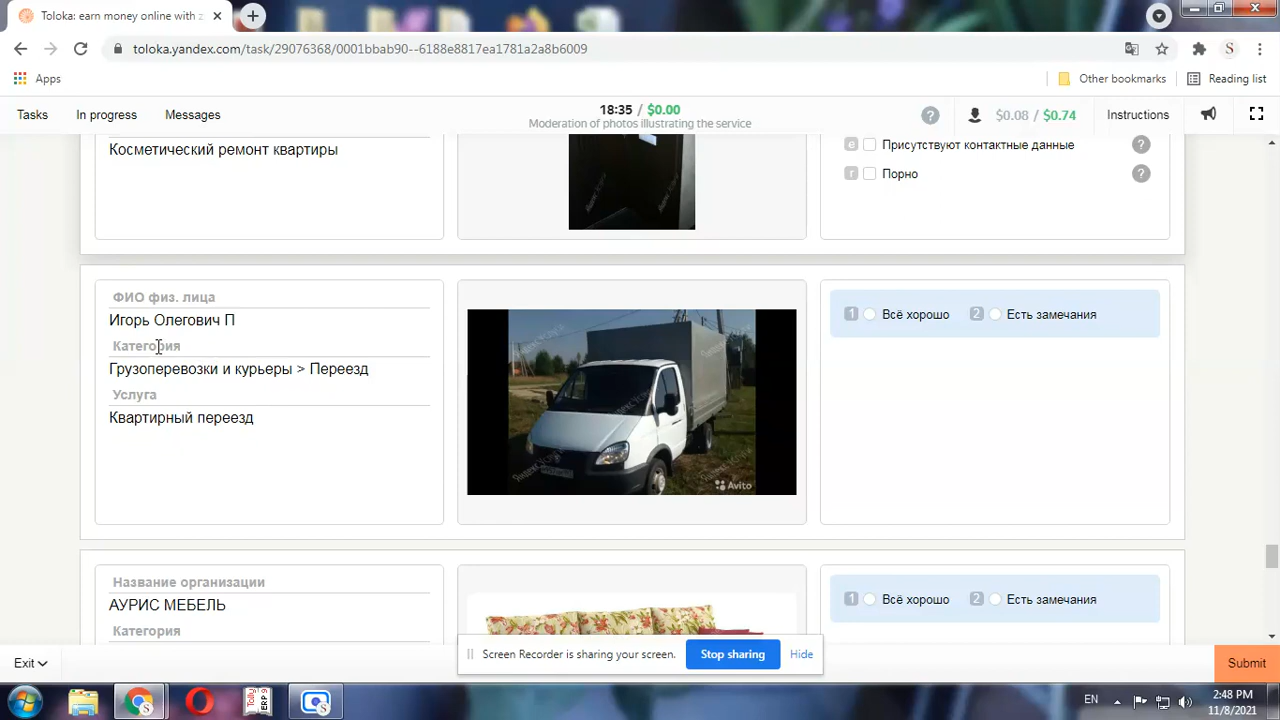 Toloka: earn money online with z
toloka.yandex.com/task/29076368/0001bbab90--6188e8817ea1781a2a8b6009
S
Apps
Other bookmarks
Reading list
Tasks
In progress
Messages
18:35 / $0.00
Moderation of photos illustrating the service
?
$0.08 / $0.74
Instructions
Косметический ремонт квартиры
e Присутствуют контактные данные ?
r Порно ?
ФИО физ. лица
Игорь Олегович П
Категория
Грузоперевозки и курьеры > Переезд
Услуга
Квартирный переезд
Avito
1 Всё хорошо 2 Есть замечания
Название организации
АУРИС МЕБЕЛЬ
Категория
1 Всё хорошо 2 Есть замечания
Screen Recorder is sharing your screen.
Stop sharing
Hide
Exit
Submit
EN
2:48 PM
11/8/2021